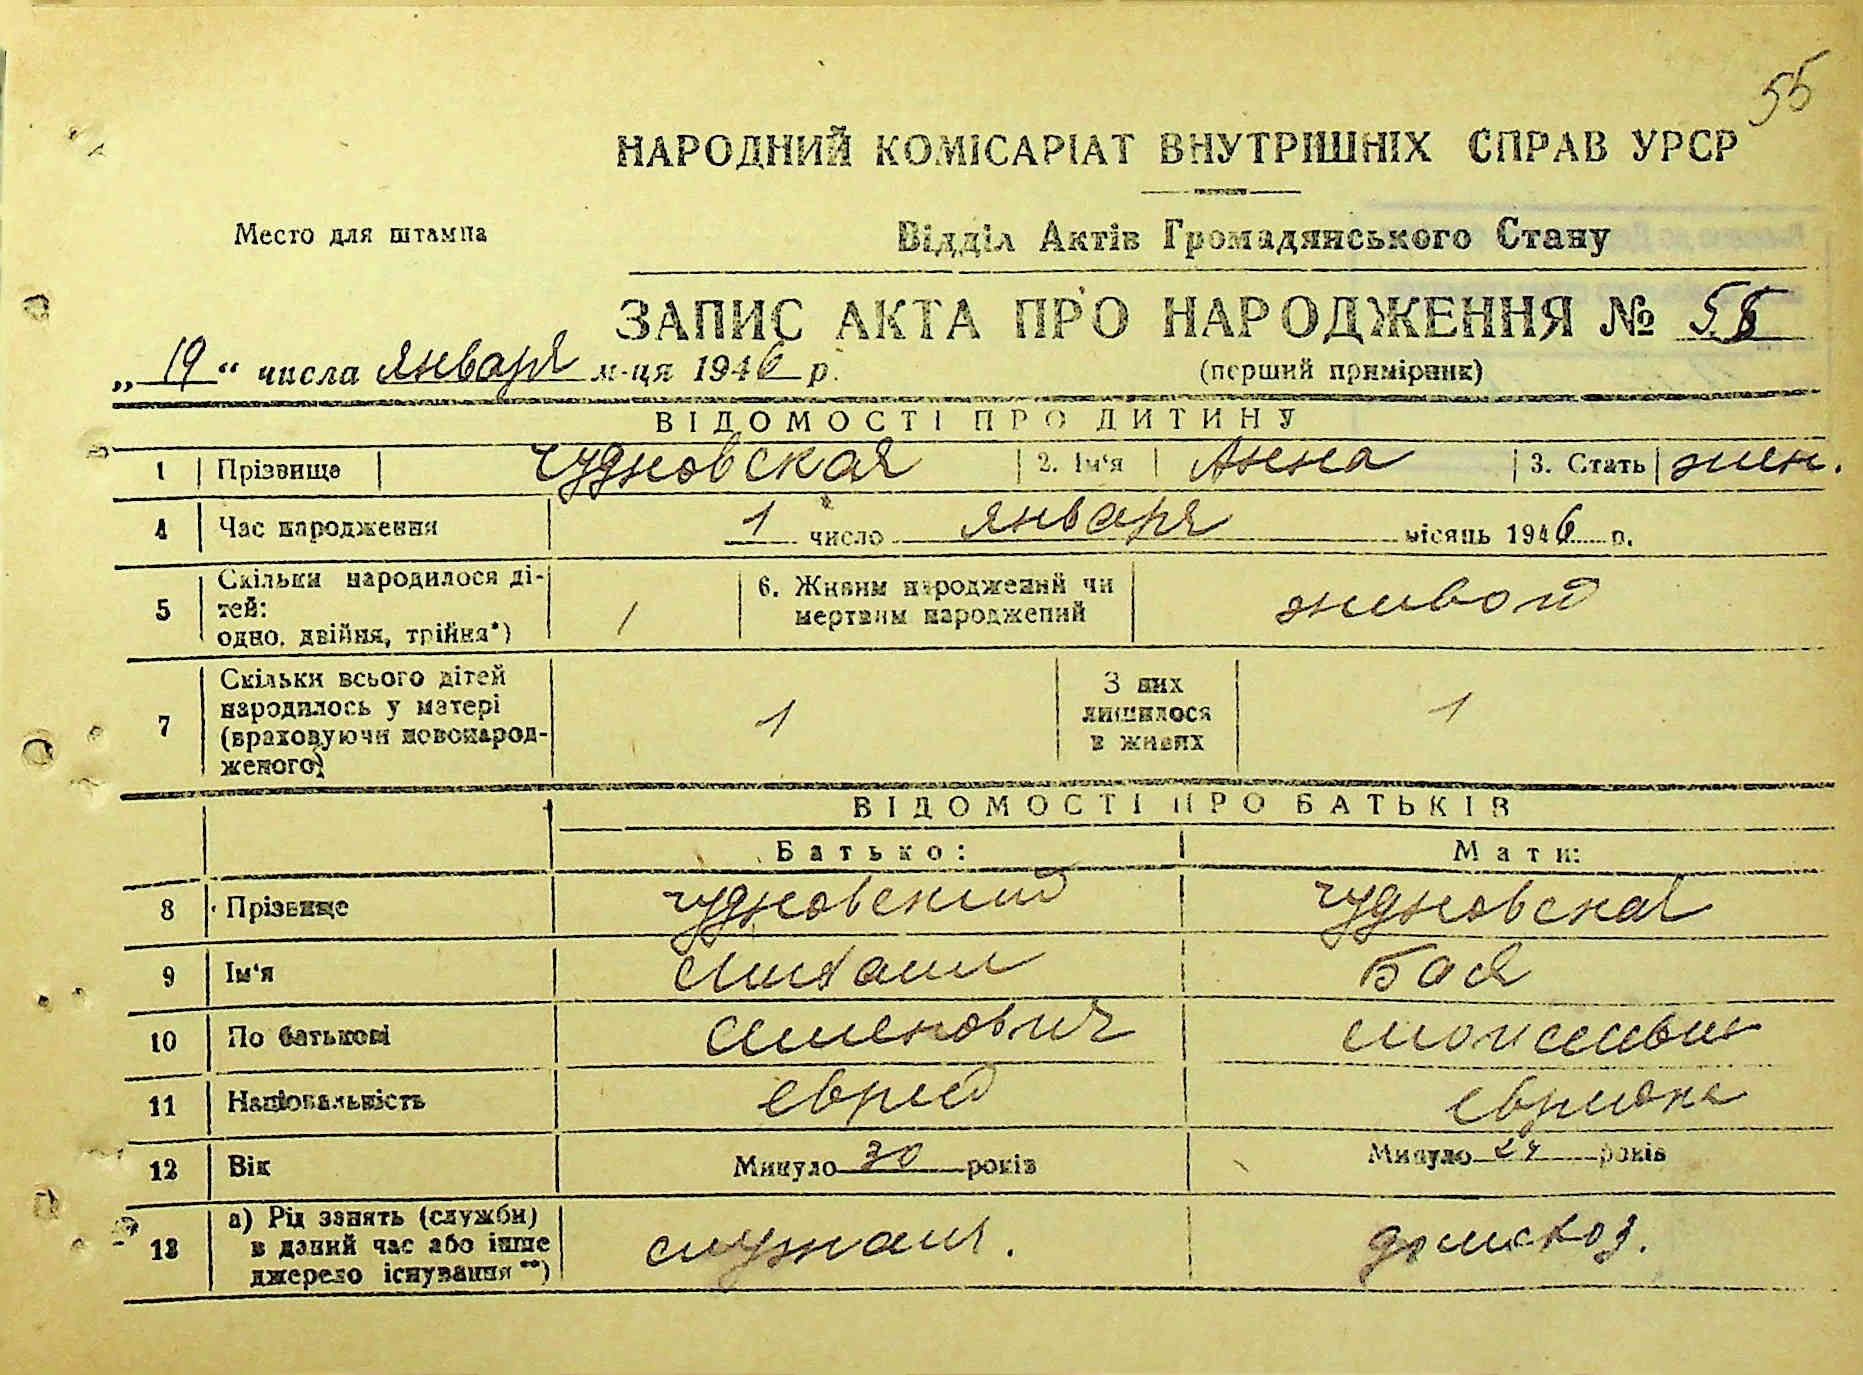 55
НАРОДНИЙ КОМІСАРІАТ ВНУТРІШНІХ СПРАВ УРСР
Место для штампа
Відділ Актів Громадянського Стану
ЗАПИС АКТА ПРО НАРОДЖЕННЯ № 55
„19“ числа января м-ця 1946 р.
(перший примірник)
ВІДОМОСТІ ПРО ДИТИНУ
1 Прізвище Чудновская 2. Ім‘я Анна 3. Стать жен.
4 Час народження 1 число января місяць 1946 р.
5 Скільки народилося ді-
тей:
одно, двійня, трійня*) 1
6. Живим народжений чи
мертвим народжений живой
7 Скільки всього дітей
народилось у матері
(враховуючи новонарод-
женого) 1
З них
лишилося
в живих 1
ВІДОМОСТІ ПРО БАТЬКІВ
Батько: Мати:
8 Прізвище Чудновский Чудновская
9 Ім‘я Михаил Бася
10 По батькові Семенович Моисеевна
11 Національність еврей еврейка
12 Вік Минуло 30 років Минуло років
13 а) Рід занять (служби)
в даний час або інше
джерело існування**) служащ. домохоз.